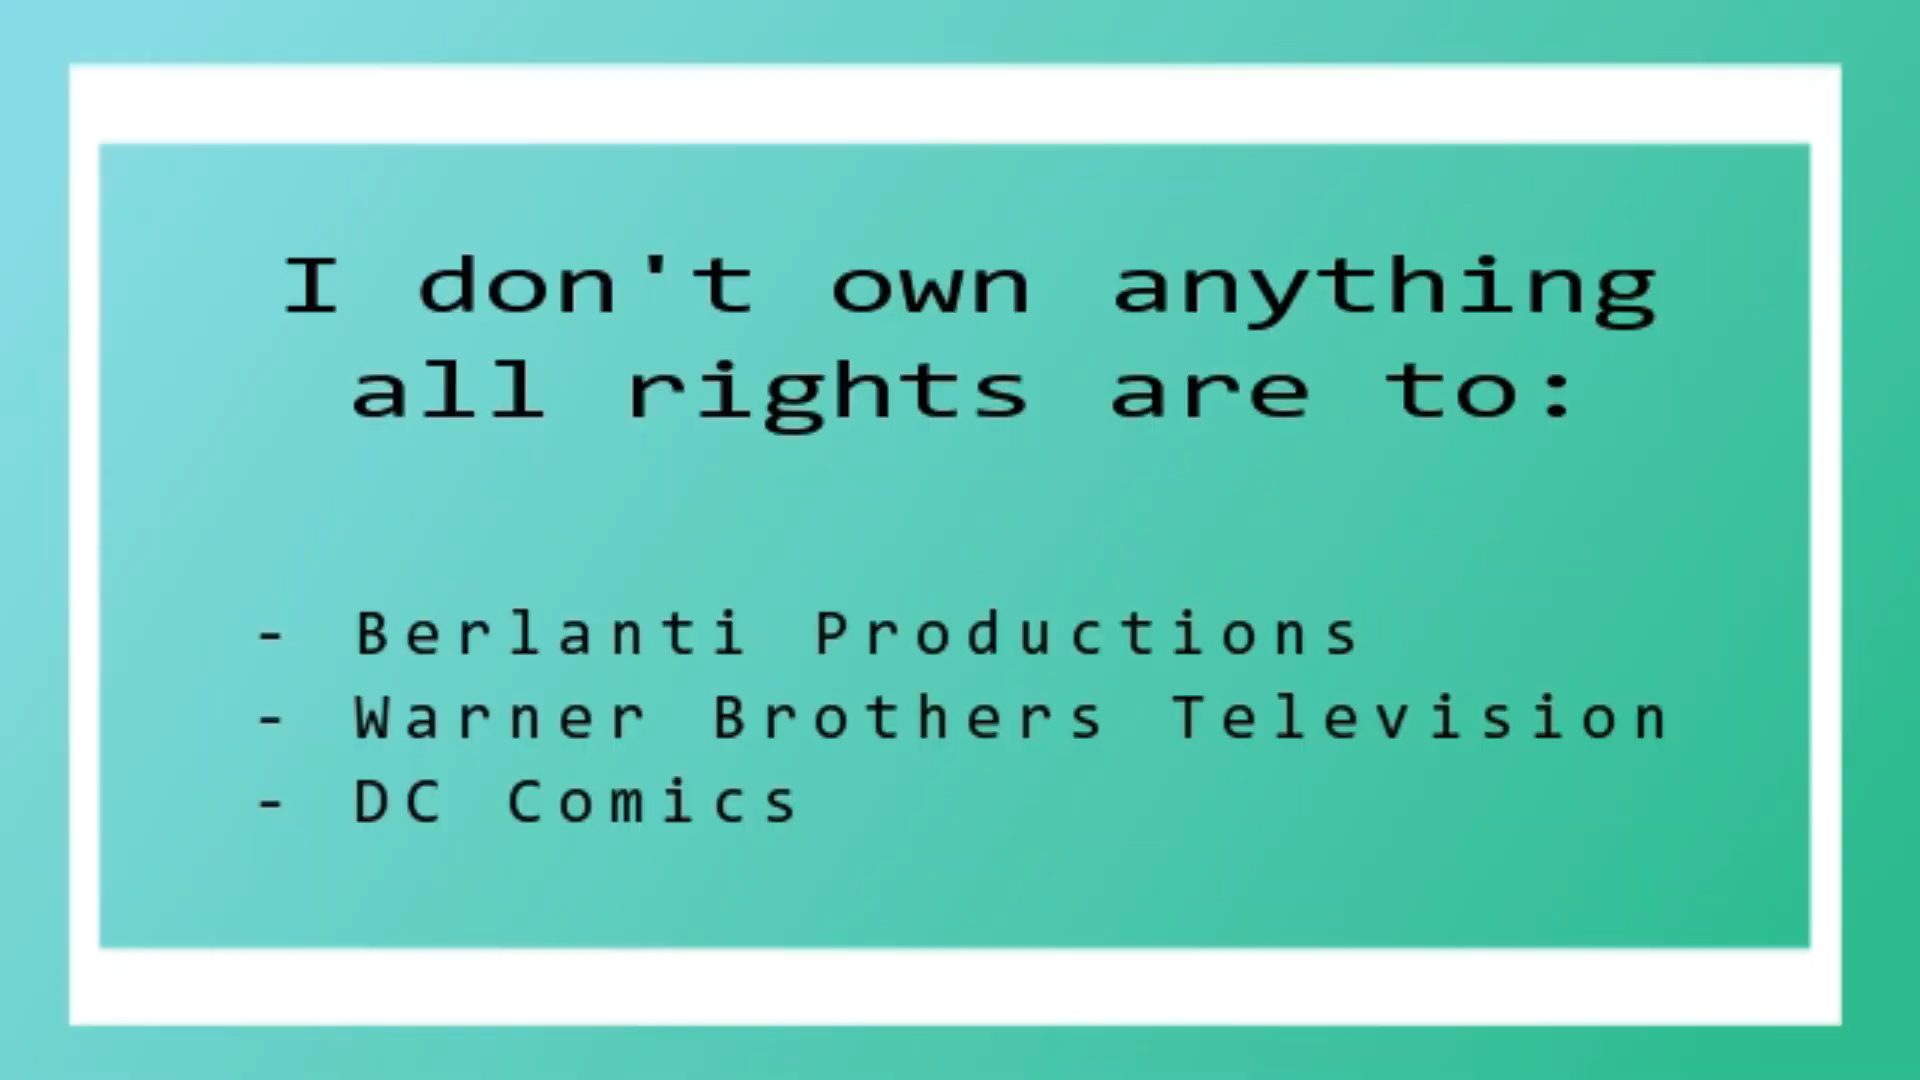 I don't own anything
all rights are to:
- Berlanti Productions
- Warner Brothers Television
- DC Comics